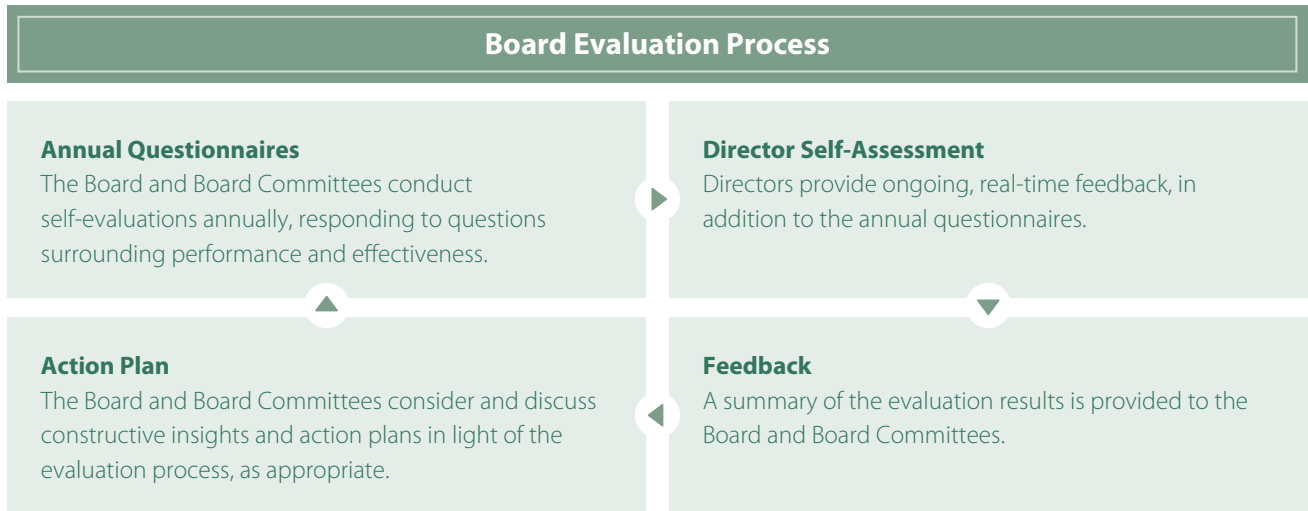 Board Evaluation Process
Annual Questionnaires
The Board and Board Committees conduct
self-evaluations annually, responding to questions
surrounding performance and effectiveness.
Director Self-Assessment
Directors provide ongoing, real-time feedback, in
addition to the annual questionnaires.
Action Plan
The Board and Board Committees consider and discuss
constructive insights and action plans in light of the
evaluation process, as appropriate.
Feedback
A summary of the evaluation results is provided to the
Board and Board Committees.